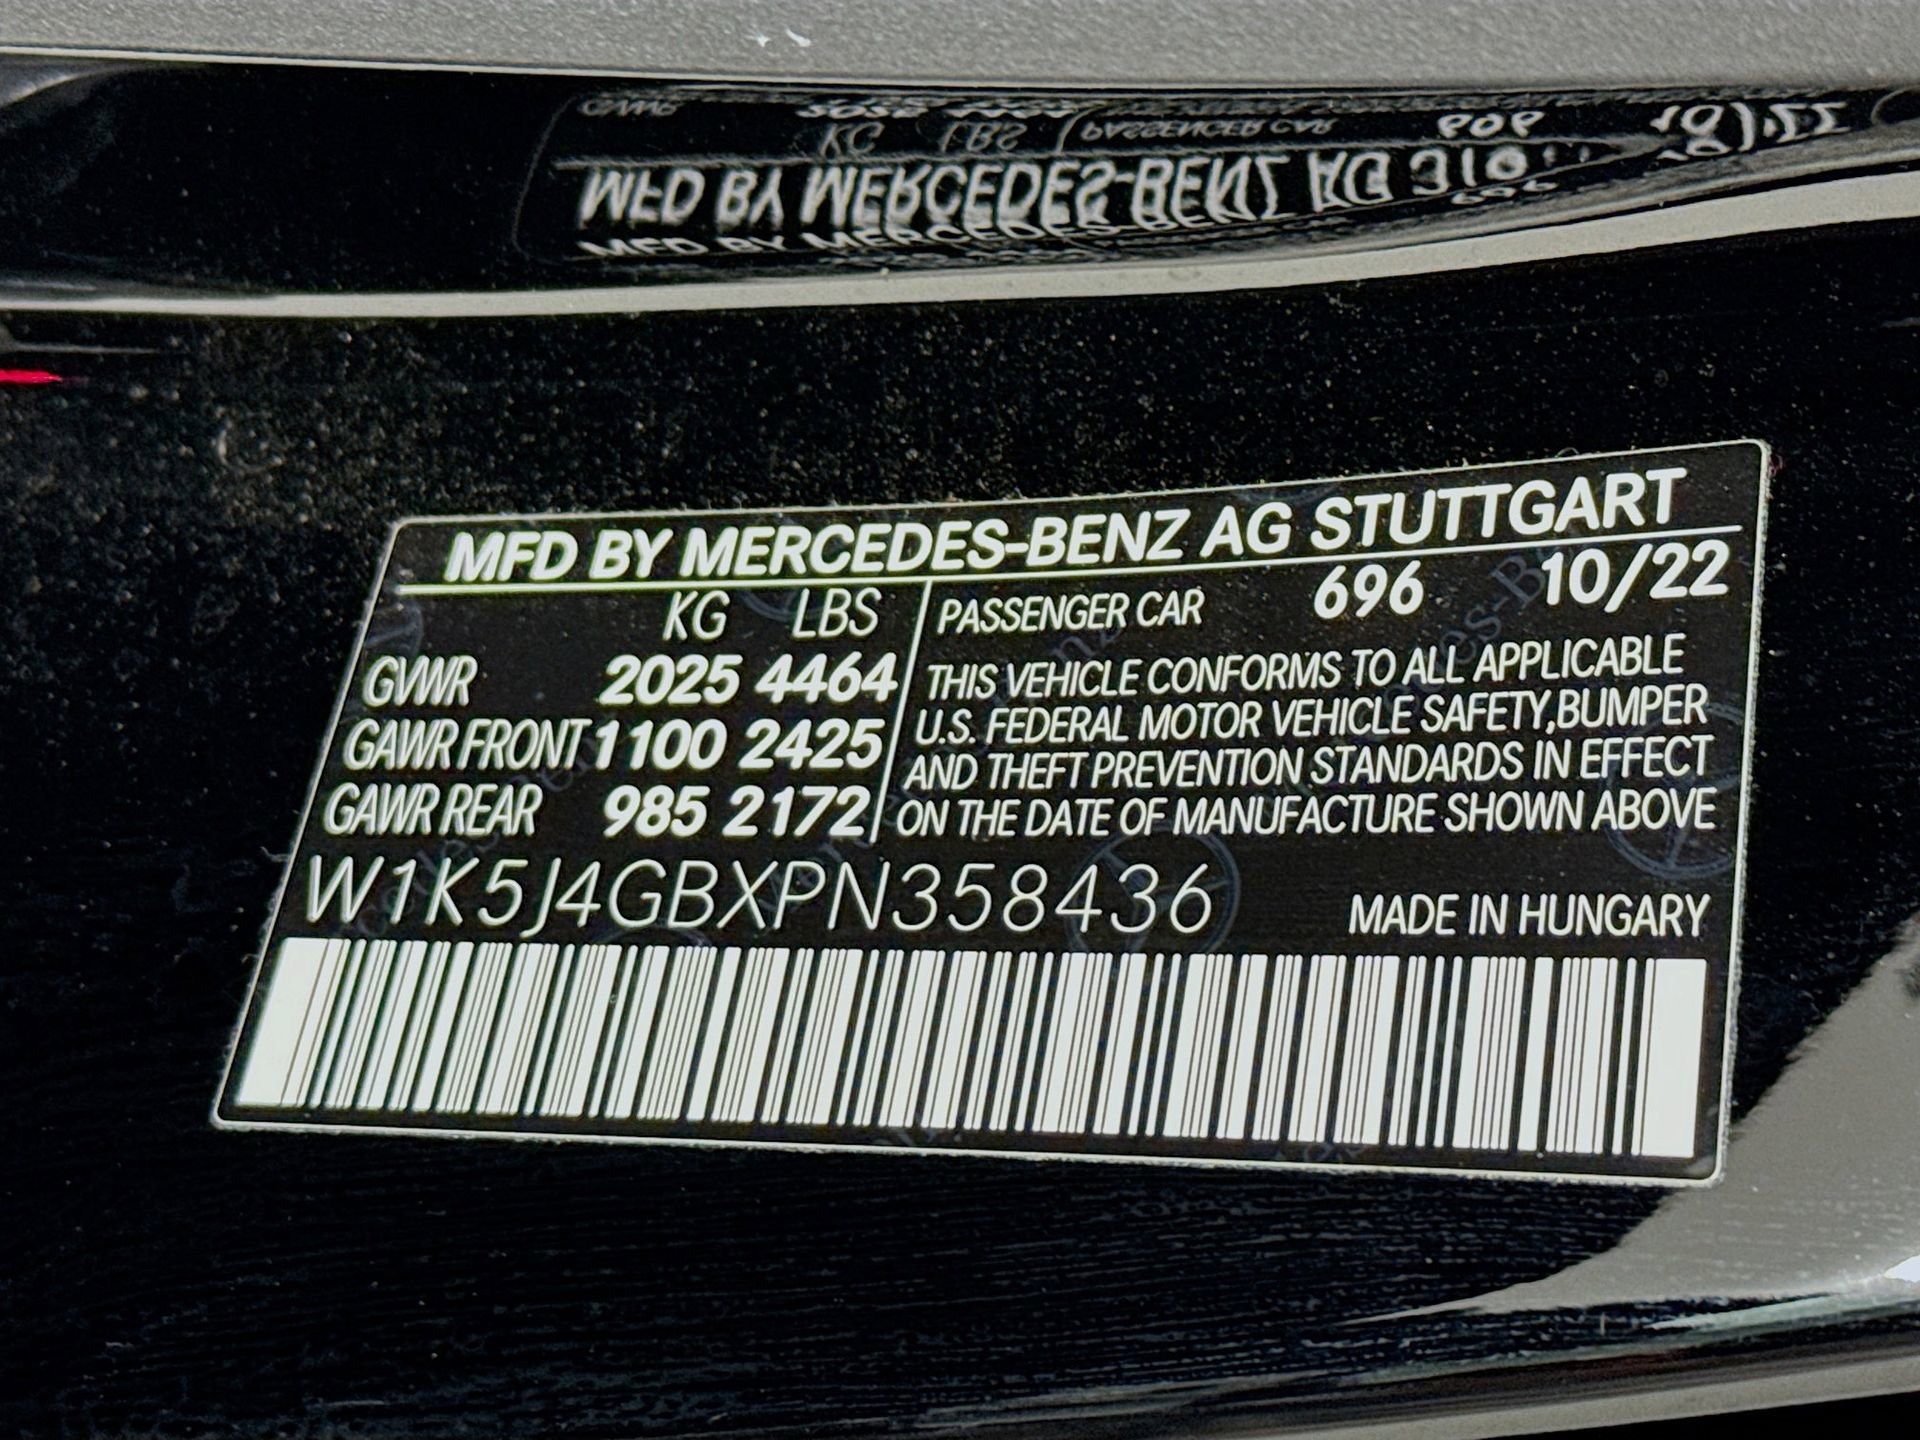 MFD BY MERCEDES-BENZ AG STUTTGART
KG LBS
GVWR 2025 4464
GAWR FRONT 1100 2425
GAWR REAR 985 2172
PASSENGER CAR 696 10/22
THIS VEHICLE CONFORMS TO ALL APPLICABLE
U.S. FEDERAL MOTOR VEHICLE SAFETY,BUMPER
AND THEFT PREVENTION STANDARDS IN EFFECT
ON THE DATE OF MANUFACTURE SHOWN ABOVE
W1K5J4GBXPN358436
MADE IN HUNGARY